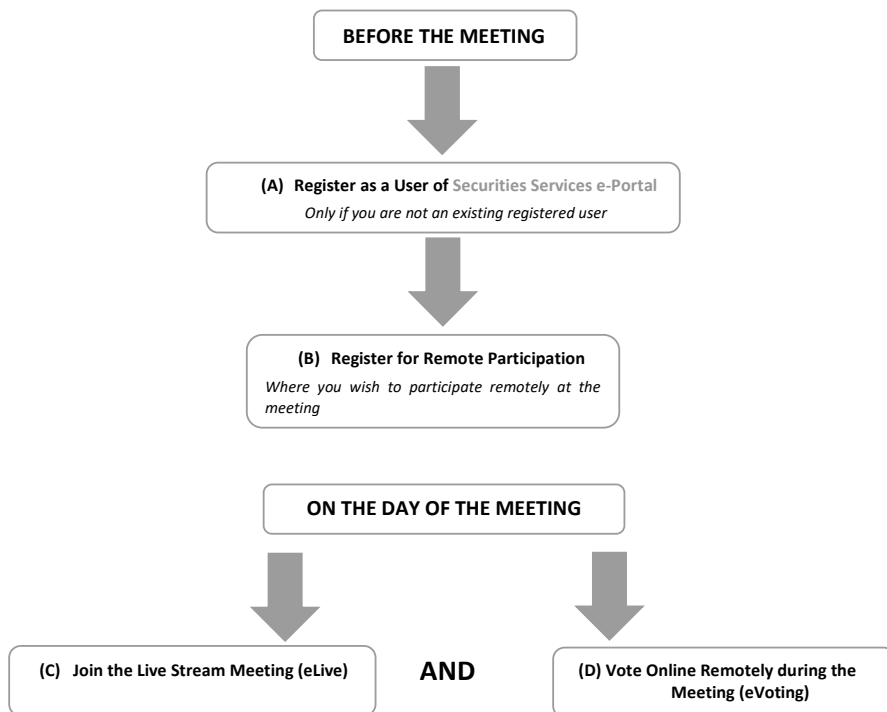 BEFORE THE MEETING
(A) Register as a User of Securities Services e-Portal
Only if you are not an existing registered user
(B) Register for Remote Participation
Where you wish to participate remotely at the
meeting
ON THE DAY OF THE MEETING
(C) Join the Live Stream Meeting (eLive)
AND
(D) Vote Online Remotely during the
Meeting (eVoting)